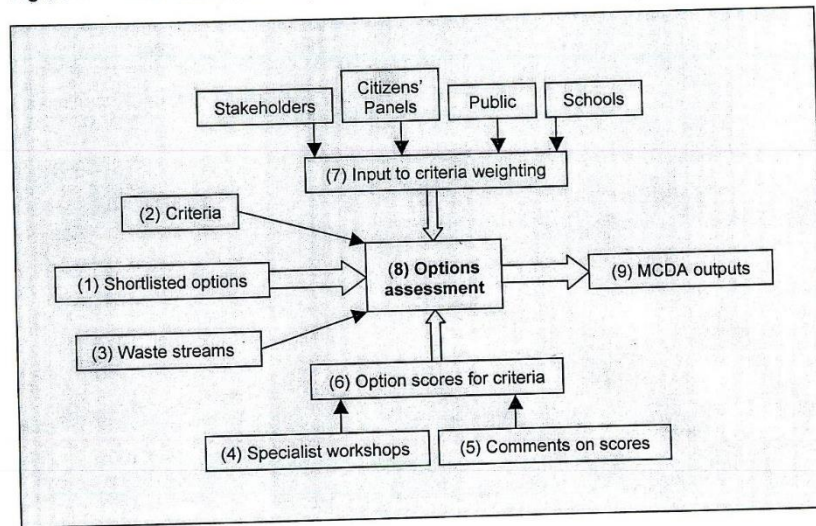 Stakeholders
Citizens'
Panels
Public
Schools
(7) Input to criteria weighting
(2) Criteria
(1) Shortlisted options
(8) Options
assessment
(9) MCDA outputs
(3) Waste streams
(6) Option scores for criteria
(4) Specialist workshops
(5) Comments on scores